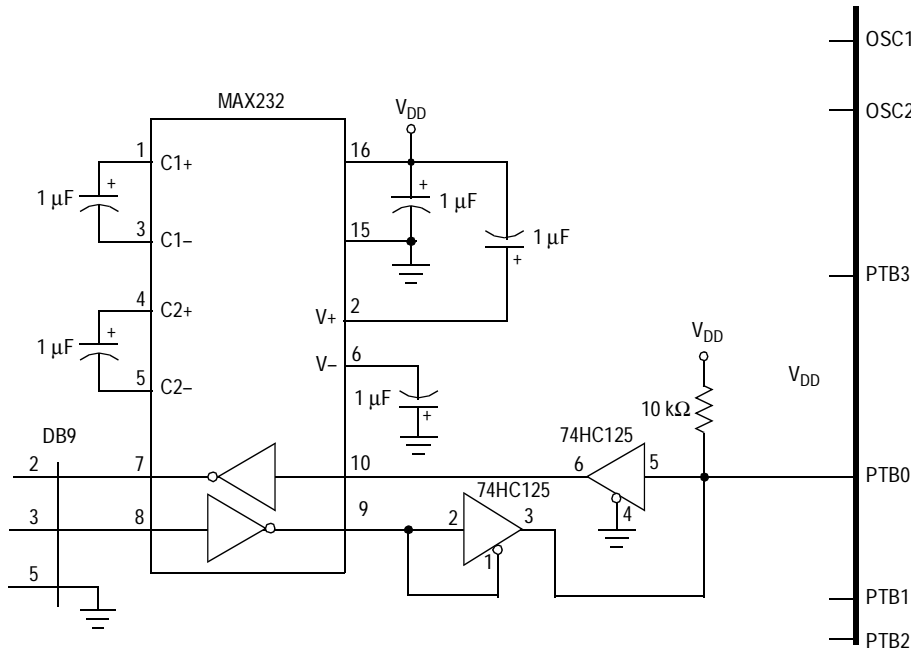 OSC1
MAX232
V_DD
OSC2
1 16
C1+
1 µF + + 1 µF
3 15 + 1 µF
C1–
PTB3
4 2
C2+ V+
V_DD
1 µF + 6
V–
V_DD
5 1 µF +
C2–
10 kΩ
DB9 74HC125
2 7 10 6 5 PTB0
74HC125
3 8 9 2 3 4
1
5 PTB1
PTB2